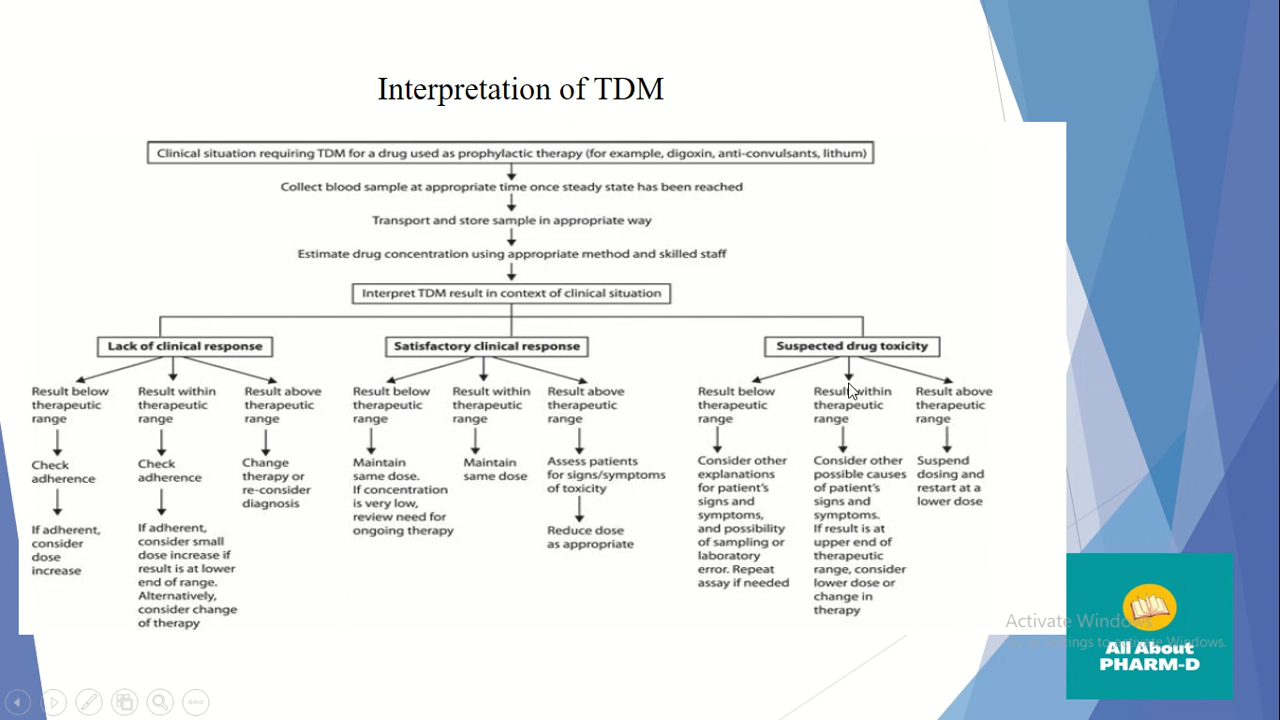 Interpretation of TDM
Clinical situation requiring TDM for a drug used as prophylactic therapy (for example, digoxin, anti-convulsants, lithum)
Collect blood sample at appropriate time once steady state has been reached
Transport and store sample in appropriate way
Estimate drug concentration using appropriate method and skilled staff
Interpret TDM result in context of clinical situation
Lack of clinical response
Result below
therapeutic
range
Check
adherence
If adherent,
consider
dose
increase
Result within
therapeutic
range
Check
adherence
If adherent,
consider small
dose increase if
result is at lower
end of range.
Alternatively,
consider change
of therapy
Result above
therapeutic
range
Change
therapy or
re-consider
diagnosis
Satisfactory clinical response
Result below
therapeutic
range
Maintain
same dose.
If concentration
is very low,
review need for
ongoing therapy
Result within
therapeutic
range
Maintain
same dose
Result above
therapeutic
range
Assess patients
for signs/symptoms
of toxicity
Reduce dose
as appropriate
Suspected drug toxicity
Result below
therapeutic
range
Consider other
explanations
for patient's
signs and
symptoms,
and possibility
of sampling or
laboratory
error. Repeat
assay if needed
Result within
therapeutic
range
Consider other
possible causes
of patient's
signs and
symptoms.
If result is at
upper end of
therapeutic
range, consider
lower dose or
change in
therapy
Result above
therapeutic
range
Suspend
dosing and
restart at a
lower dose
Activate Windows
to activate Windows.
All About
PHARM-D